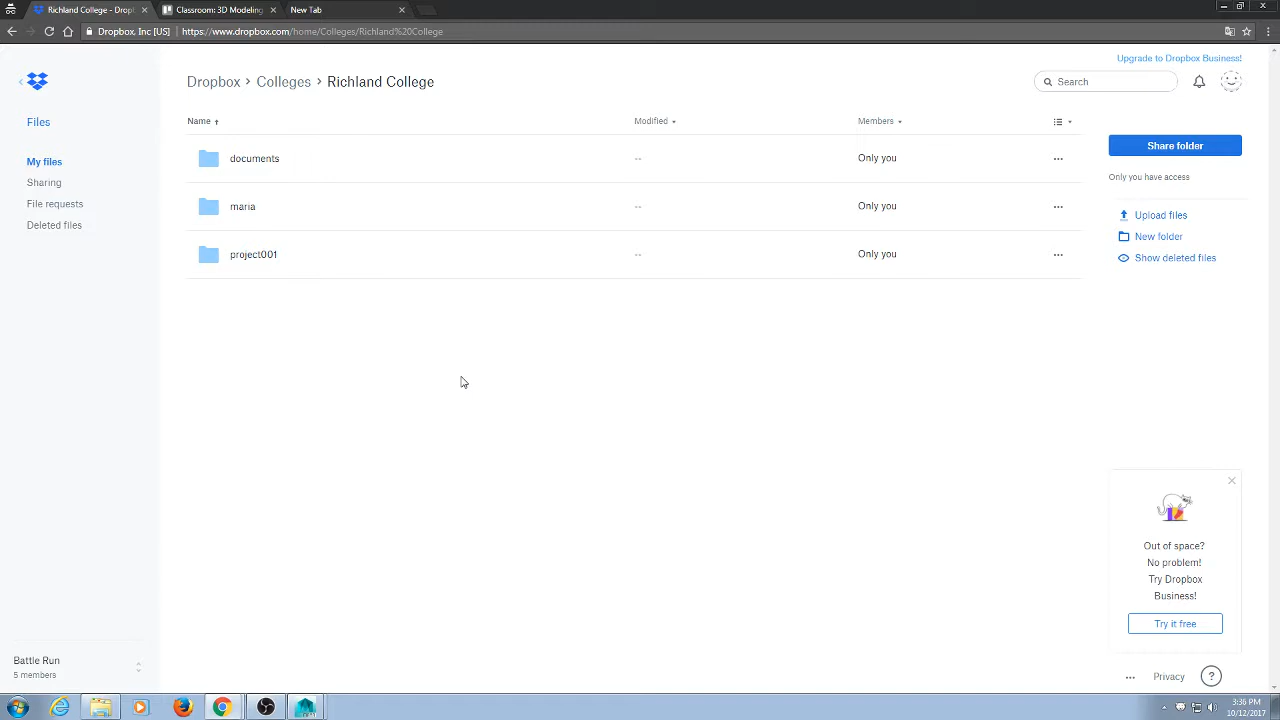 Richland College - Dropb
Classroom: 3D Modeling
New Tab
Dropbox, Inc [US]
https://www.dropbox.com/home/Colleges/Richland%20College
Upgrade to Dropbox Business!
Dropbox > Colleges > Richland College
Search
Files
My files
Sharing
File requests
Deleted files
Name
Modified
Members
documents
--
Only you
maria
--
Only you
project001
--
Only you
Share folder
Only you have access
Upload files
New folder
Show deleted files
Out of space?
No problem!
Try Dropbox
Business!
Try it free
Battle Run
5 members
Privacy
?
3:36 PM
10/12/2017